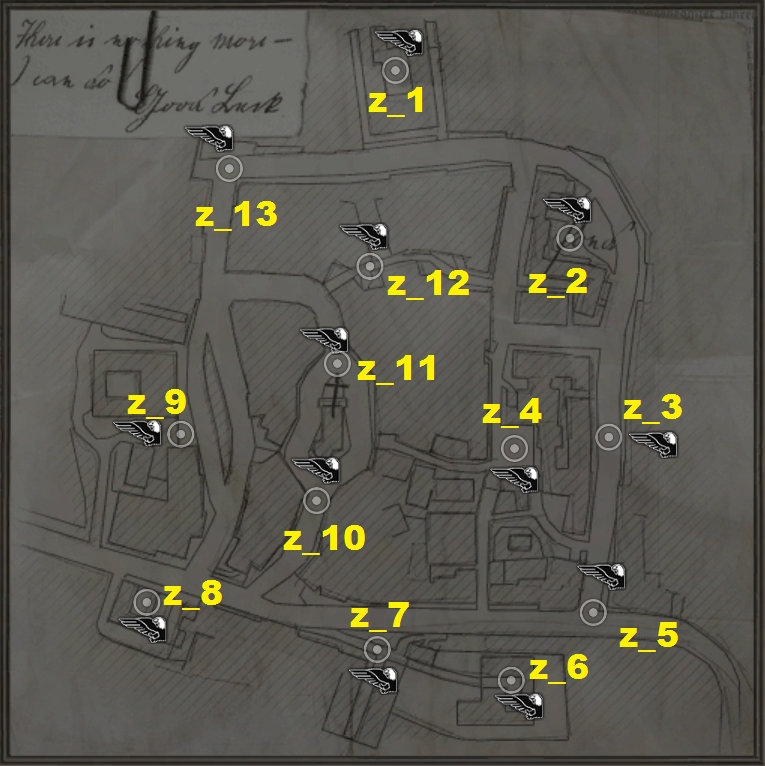 There is nothing more —
I can do
Good Luck
z_1
z_13
z_2
z_12
z_11
z_9
z_4
z_3
z_10
z_8
z_7
z_5
z_6